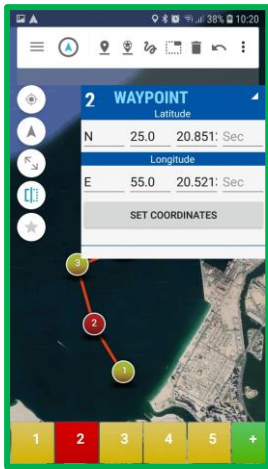 38% 10:20
2 WAYPOINT
Latitude
N 25.0 20.851: Sec
Longitude
E 55.0 20.521: Sec
SET COORDINATES
3
2
1
1 2 3 4 5 +